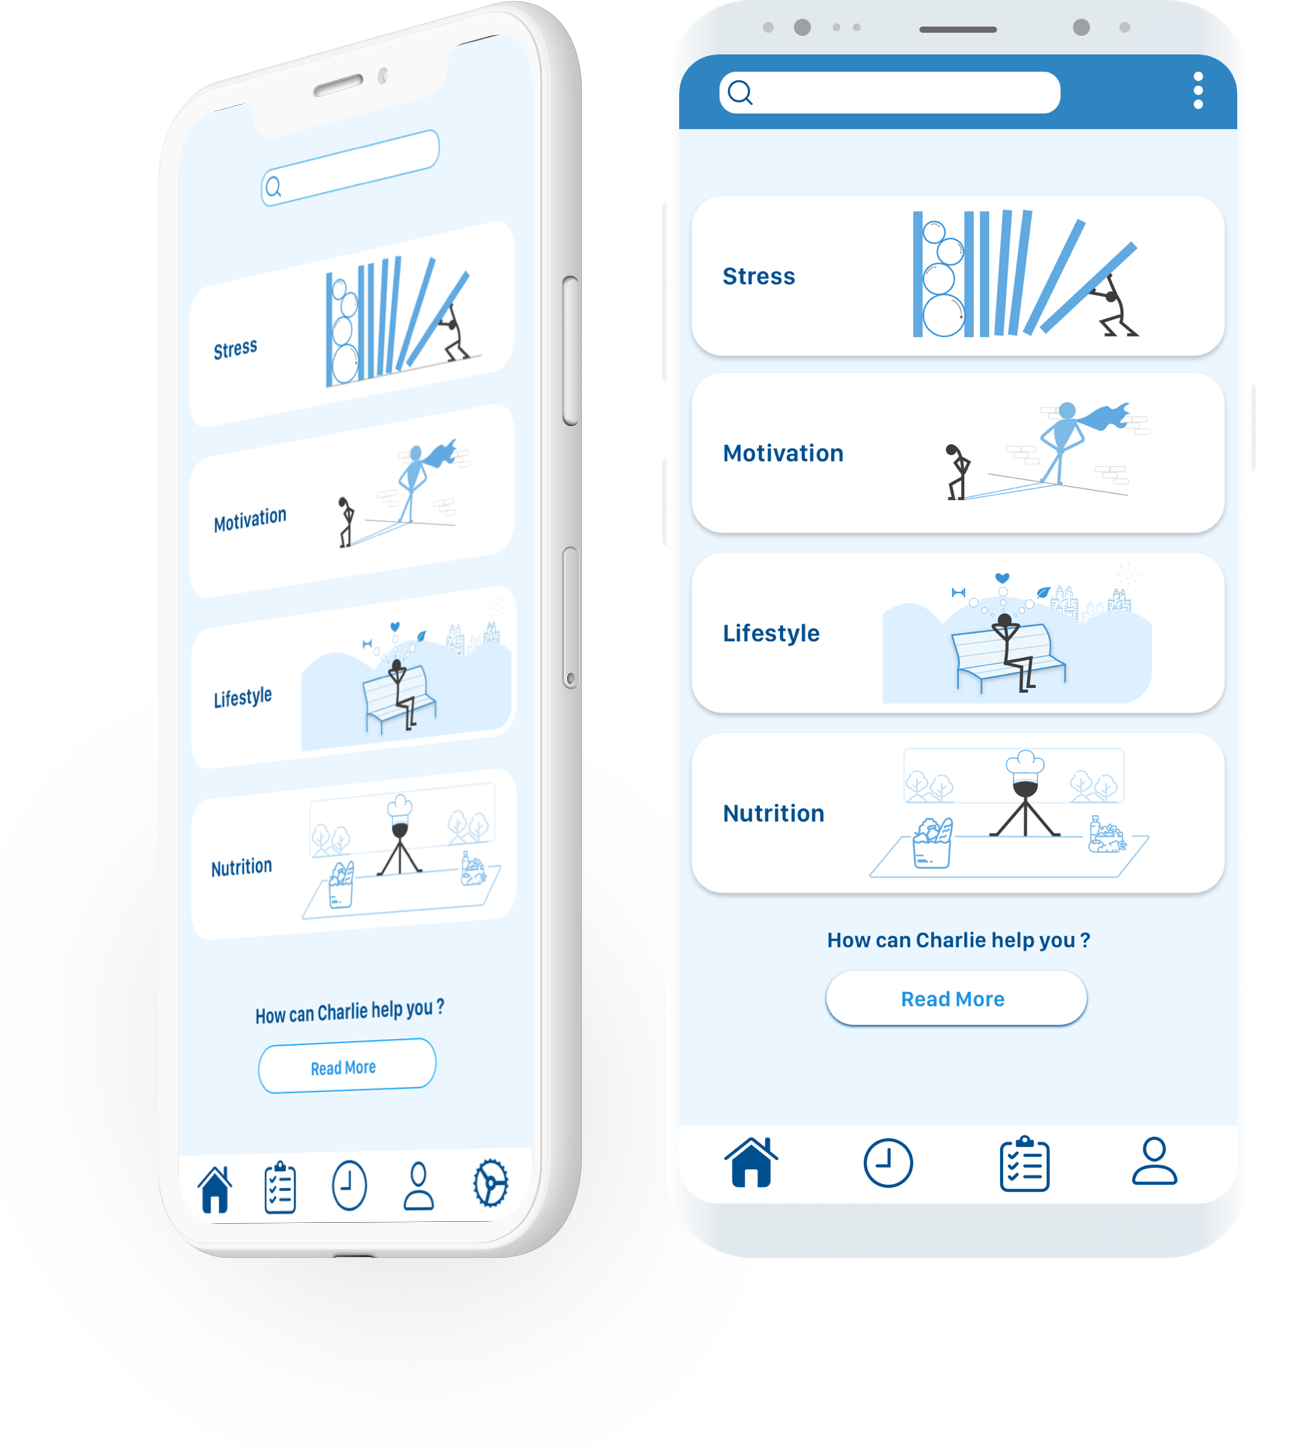 Stress
Motivation
Lifestyle
Nutrition
How can Charlie help you ?
Read More
Stress
Motivation
Lifestyle
Nutrition
How can Charlie help you ?
Read More